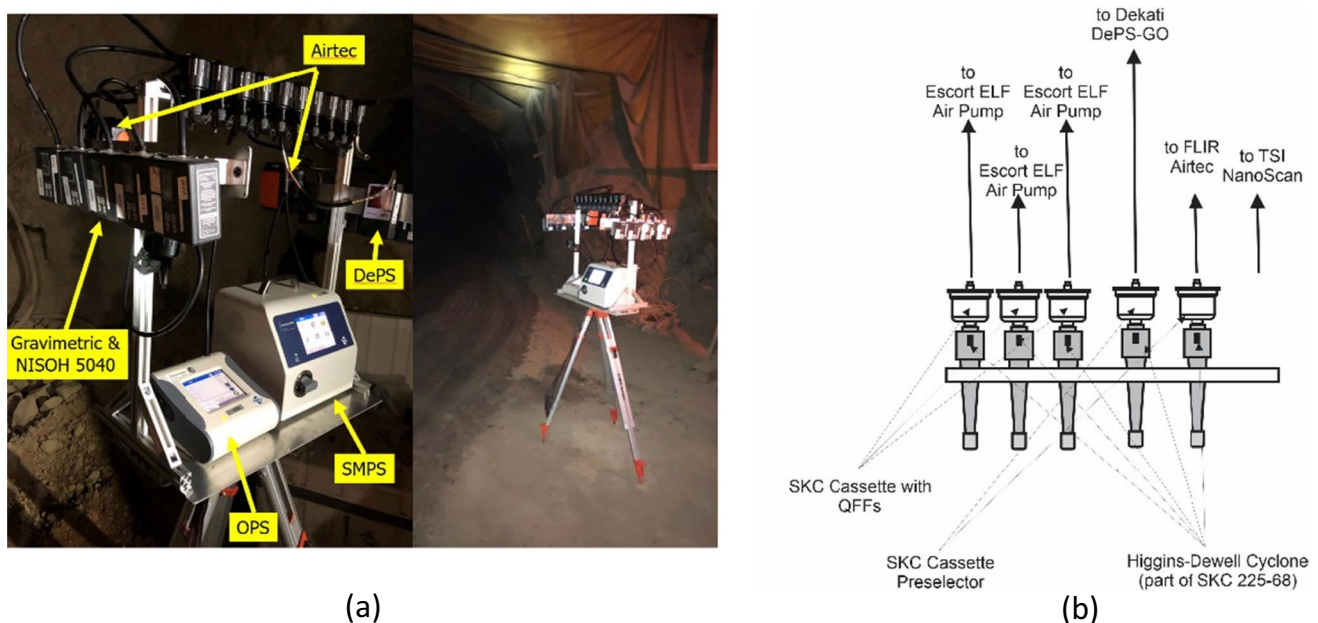 Airtec
DePS
Gravimetric &
NISOH 5040
SMPS
OPS
(a)
to Dekati
DePS-GO
to
Escort ELF
Air Pump
to
Escort ELF
Air Pump
to
Escort ELF
Air Pump
to FLIR
Airtec
to TSI
NanoScan
SKC Cassette with
QFFs
SKC Cassette
Preselector
Higgins-Dewell Cyclone
(part of SKC 225-68)
(b)